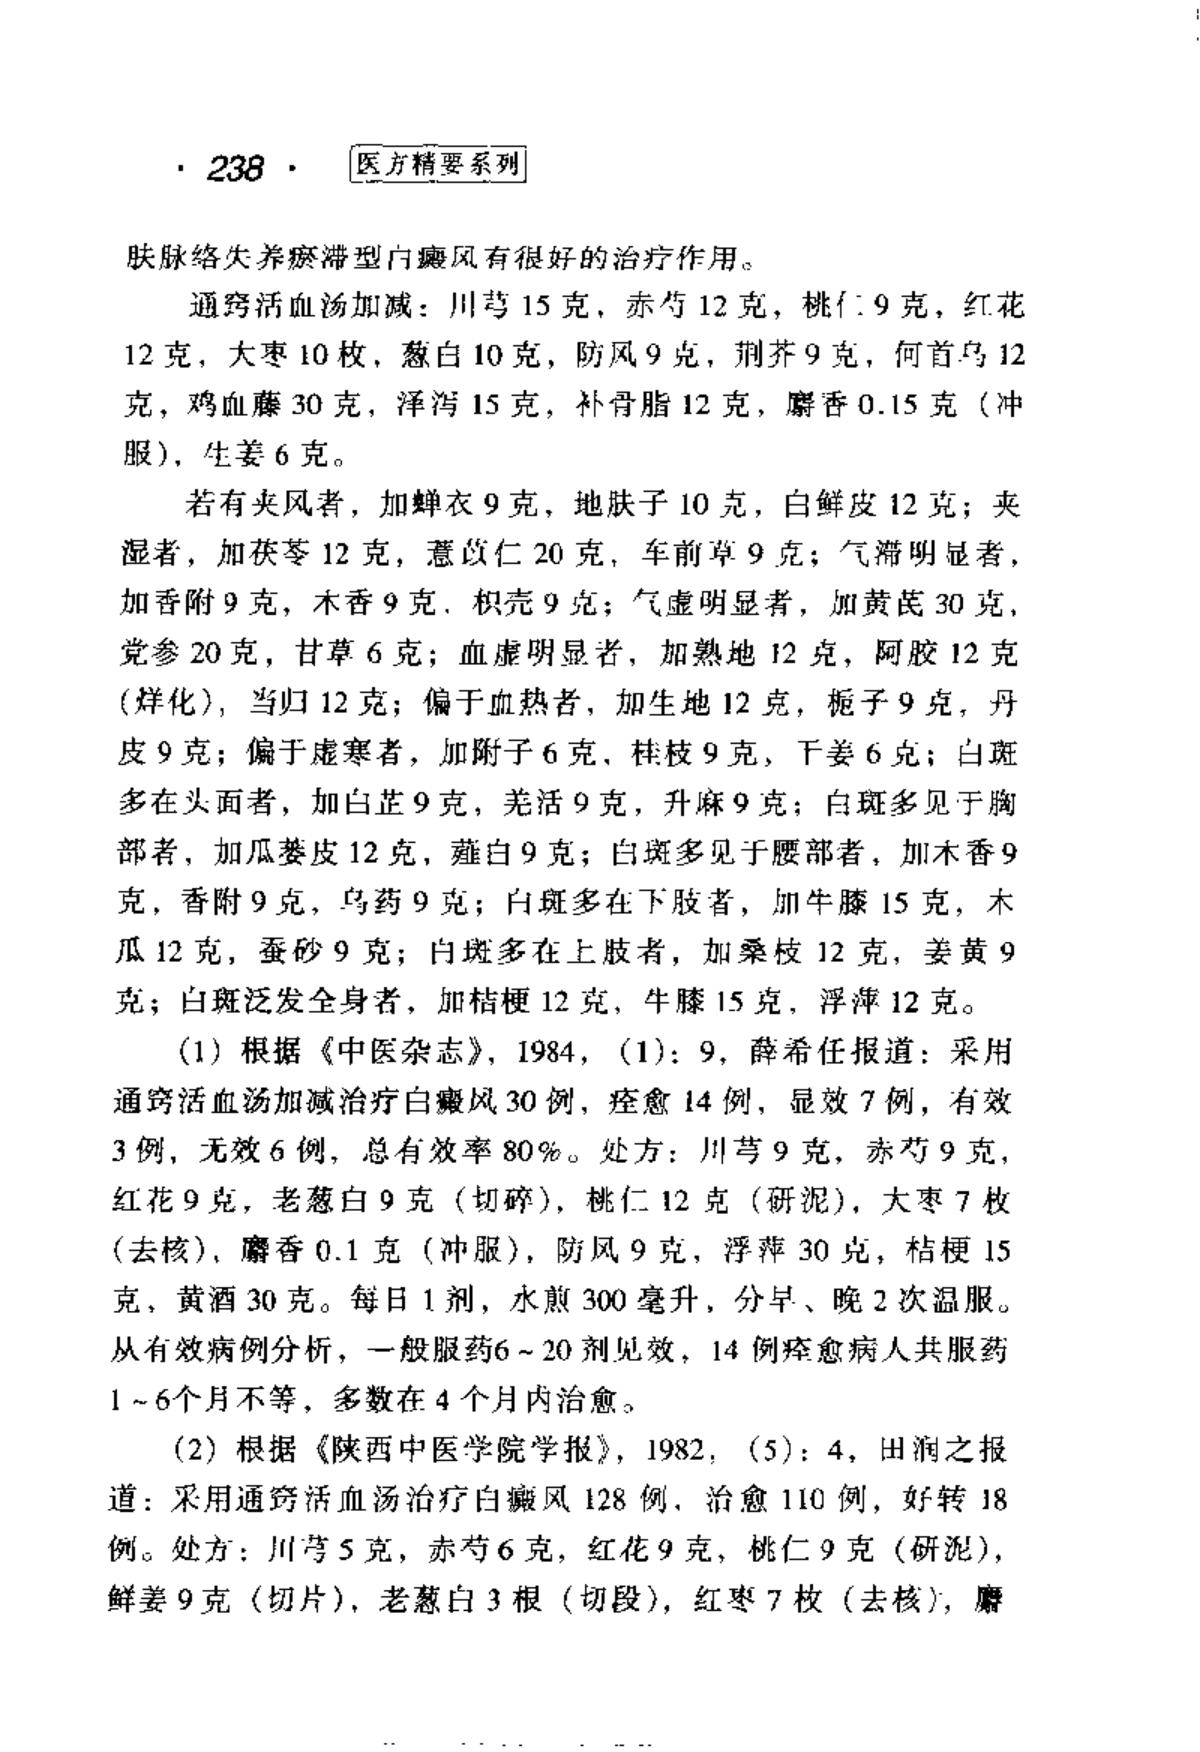 · 238 · 医方精要系列
肤脉络失养瘀滞型白癜风有很好的治疗作用。
通窍活血汤加减：川芎 15 克，赤芍 12 克，桃仁 9 克，红花
12 克，大枣 10 枚，葱白 10 克，防风 9 克，荆芥 9 克，何首乌 12
克，鸡血藤 30 克，泽泻 15 克，补骨脂 12 克，麝香 0.15 克（冲
服），生姜 6 克。
若有夹风者，加蝉衣 9 克，地肤子 10 克，白鲜皮 12 克；夹
湿者，加茯苓 12 克，薏苡仁 20 克，车前草 9 克；气滞明显者，
加香附 9 克，木香 9 克，枳壳 9 克；气虚明显者，加黄芪 30 克，
党参 20 克，甘草 6 克；血虚明显者，加熟地 12 克，阿胶 12 克
（烊化），当归 12 克；偏于血热者，加生地 12 克，栀子 9 克，丹
皮 9 克；偏于虚寒者，加附子 6 克，桂枝 9 克，干姜 6 克；白斑
多在头面者，加白芷 9 克，羌活 9 克，升麻 9 克；白斑多见于胸
部者，加瓜蒌皮 12 克，薤白 9 克；白斑多见于腰部者，加木香 9
克，香附 9 克，乌药 9 克；白斑多在下肢者，加牛膝 15 克，木
瓜 12 克，蚕砂 9 克；白斑多在上肢者，加桑枝 12 克，姜黄 9
克；白斑泛发全身者，加桔梗 12 克，牛膝 15 克，浮萍 12 克。
（1）根据《中医杂志》，1984，（1）：9，薛希任报道：采用
通窍活血汤加减治疗白癜风 30 例，痊愈 14 例，显效 7 例，有效
3 例，无效 6 例，总有效率 80%。处方：川芎 9 克，赤芍 9 克，
红花 9 克，老葱白 9 克（切碎），桃仁 12 克（研泥），大枣 7 枚
（去核），麝香 0.1 克（冲服），防风 9 克，浮萍 30 克，桔梗 15
克，黄酒 30 克。每日 1 剂，水煎 300 毫升，分早、晚 2 次温服。
从有效病例分析，一般服药6～20 剂见效，14 例痊愈病人共服药
1～6个月不等，多数在 4 个月内治愈。
（2）根据《陕西中医学院学报》，1982，（5）：4，田润之报
道：采用通窍活血汤治疗白癜风 128 例，治愈 110 例，好转 18
例。处方：川芎 5 克，赤芍 6 克，红花 9 克，桃仁 9 克（研泥），
鲜姜 9 克（切片），老葱白 3 根（切段），红枣 7 枚（去核），麝